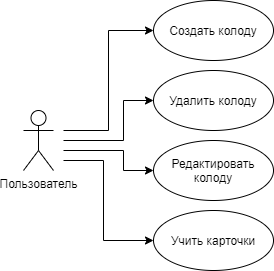 Создать колоду
Удалить колоду
Редактировать
колоду
Пользователь
Учить карточки